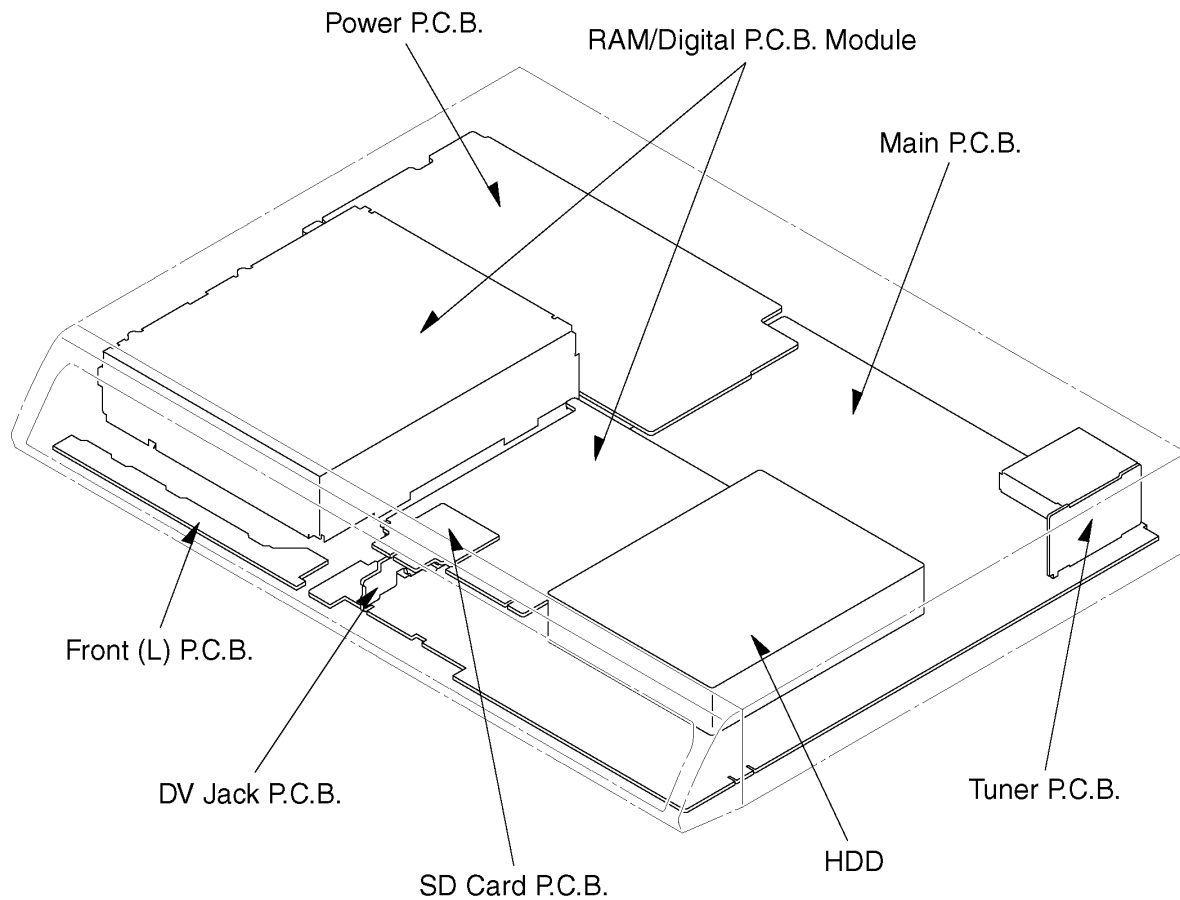 Power P.C.B.
RAM/Digital P.C.B. Module
Main P.C.B.
Front (L) P.C.B.
DV Jack P.C.B.
Tuner P.C.B.
HDD
SD Card P.C.B.